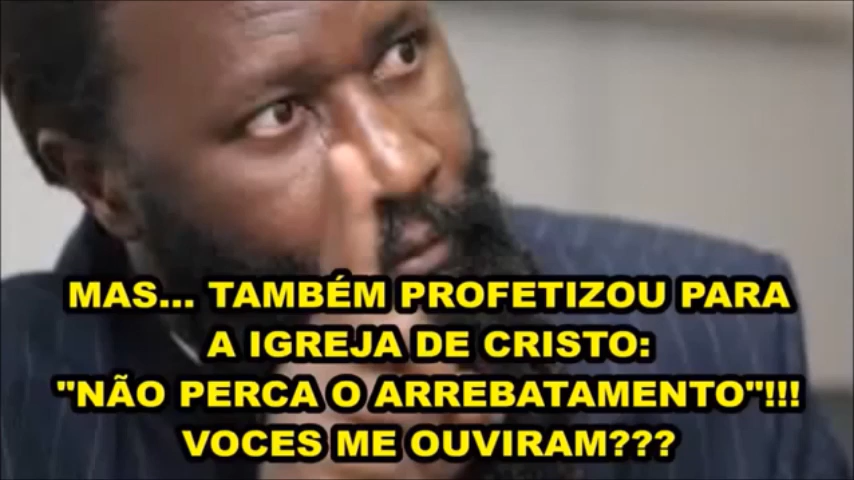 MAS... TAMBÉM PROFETIZOU PARA
A IGREJA DE CRISTO:
"NÃO PERCA O ARREBATAMENTO"!!!
VOCES ME OUVIRAM???